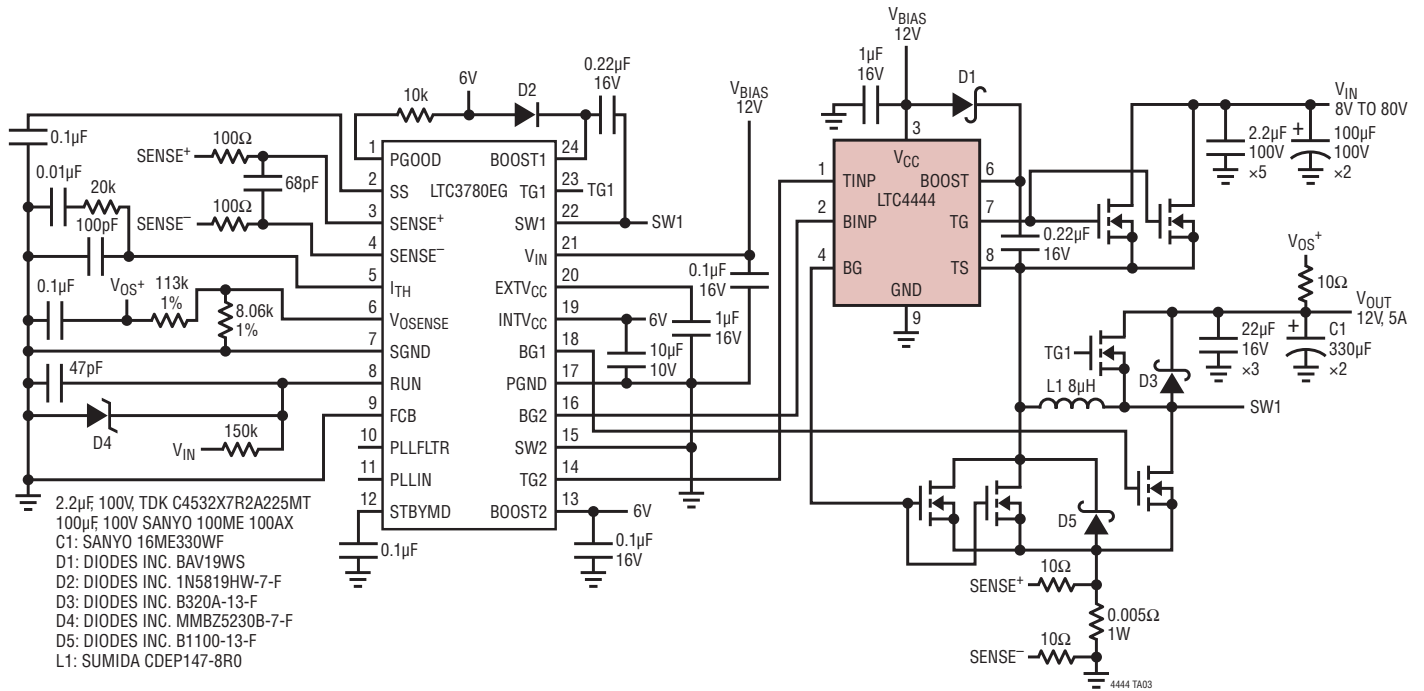 VBIAS
12V
1µF
16V
D1
VIN
8V TO 80V
2.2µF
100V
×5
+
100µF
100V
×2
3
VCC
1
TINP
BOOST
6
LTC4444
2
BINP
TG
7
0.22µF
16V
4
BG
TS
8
GND
9
6V
10k
D2
0.22µF
16V
VBIAS
12V
0.1µF
SENSE+
100Ω
0.01µF
20k
68pF
SENSE–
100Ω
100pF
0.1µF
VOS+
113k
1%
8.06k
1%
47pF
D4
VIN
150k
1
PGOOD
BOOST1
24
LTC3780EG
2
SS
TG1
23
TG1
3
SENSE+
SW1
22
SW1
4
SENSE–
VIN
21
5
ITH
EXTVCC
20
6
VOSENSE
INTVCC
19
6V
7
SGND
BG1
18
8
RUN
PGND
17
9
FCB
BG2
16
10
PLLFLTR
SW2
15
11
PLLIN
TG2
14
12
STBYMD
BOOST2
13
6V
0.1µF
0.1µF
16V
0.1µF
16V
1µF
16V
10µF
10V
VOS+
10Ω
VOUT
12V, 5A
TG1
D3
22µF
16V
×3
+
C1
330µF
×2
L1 8µH
SW1
D5
SENSE+
10Ω
0.005Ω
1W
SENSE–
10Ω
4444 TA03
2.2µF, 100V, TDK C4532X7R2A225MT
100µF, 100V SANYO 100ME 100AX
C1: SANYO 16ME330WF
D1: DIODES INC. BAV19WS
D2: DIODES INC. 1N5819HW-7-F
D3: DIODES INC. B320A-13-F
D4: DIODES INC. MMBZ5230B-7-F
D5: DIODES INC. B1100-13-F
L1: SUMIDA CDEP147-8R0